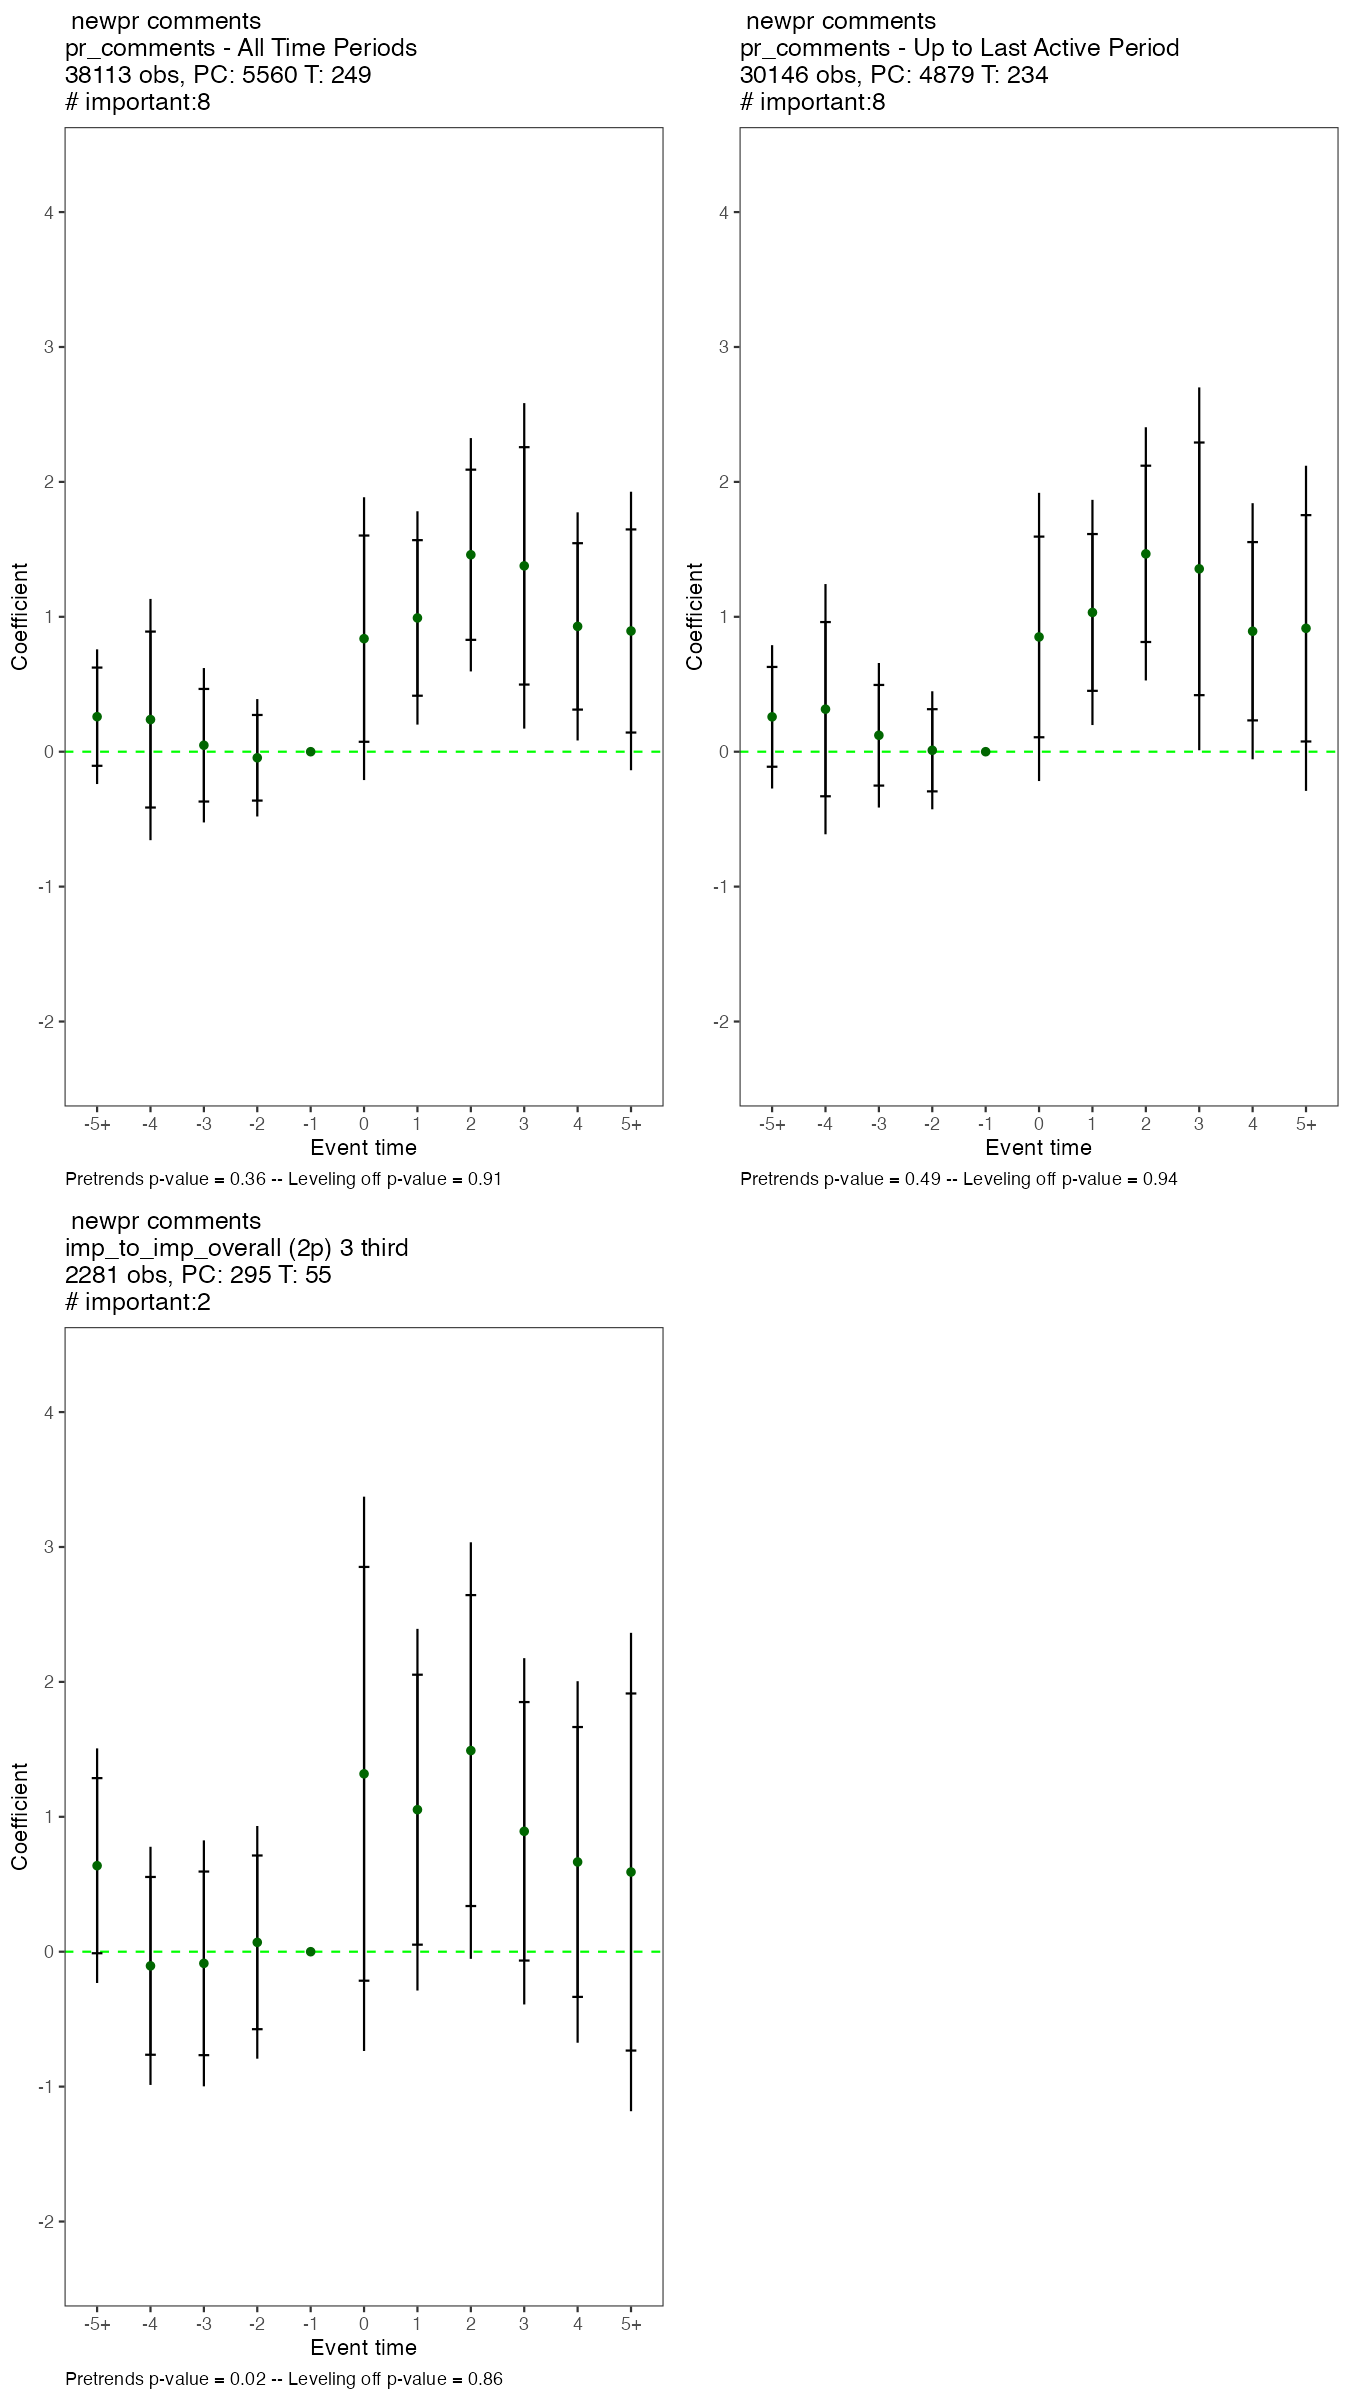 newpr comments
pr_comments - All Time Periods
38113 obs, PC: 5560 T: 249
# important:8
4
3
2
1
0
-1
-2
Coefficient
-5+ -4 -3 -2 -1 0 1 2 3 4 5+
Event time
Pretrends p-value = 0.36 -- Leveling off p-value = 0.91
newpr comments
pr_comments - Up to Last Active Period
30146 obs, PC: 4879 T: 234
# important:8
4
3
2
1
0
-1
-2
Coefficient
-5+ -4 -3 -2 -1 0 1 2 3 4 5+
Event time
Pretrends p-value = 0.49 -- Leveling off p-value = 0.94
newpr comments
imp_to_imp_overall (2p) 3 third
2281 obs, PC: 295 T: 55
# important:2
4
3
2
1
0
-1
-2
Coefficient
-5+ -4 -3 -2 -1 0 1 2 3 4 5+
Event time
Pretrends p-value = 0.02 -- Leveling off p-value = 0.86